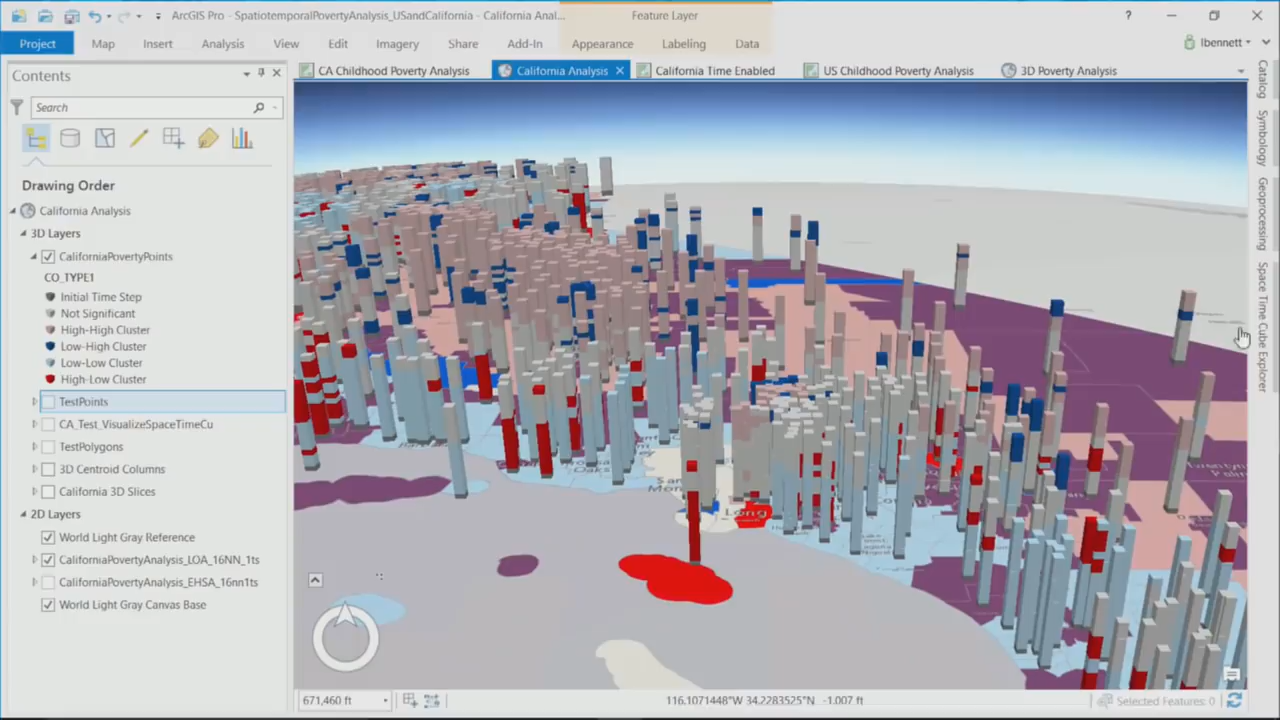 ArcGIS Pro - SpatiotemporalPovertyAnalysis_USandCalifornia - California Anal...
Feature Layer
?
Project Map Insert Analysis View Edit Imagery Share Add-In Appearance Labeling Data
lbennett
Contents
CA Childhood Poverty Analysis
California Analysis
California Time Enabled
US Childhood Poverty Analysis
3D Poverty Analysis
Search
Drawing Order
California Analysis
3D Layers
CaliforniaPovertyPoints
CO_TYPE1
Initial Time Step
Not Significant
High-High Cluster
Low-High Cluster
Low-Low Cluster
High-Low Cluster
TestPoints
CA_Test_VisualizeSpaceTimeCu
TestPolygons
3D Centroid Columns
California 3D Slices
2D Layers
World Light Gray Reference
CaliforniaPovertyAnalysis_LOA_16NN_1ts
CaliforniaPovertyAnalysis_EHSA_16nn1ts
World Light Gray Canvas Base
Oaks
Long
671,460 ft
116.1071448°W 34.2283525°N -1.007 ft
Selected Features: 0
Catalog
Symbology
Geoprocessing
Space Time Cube Explorer